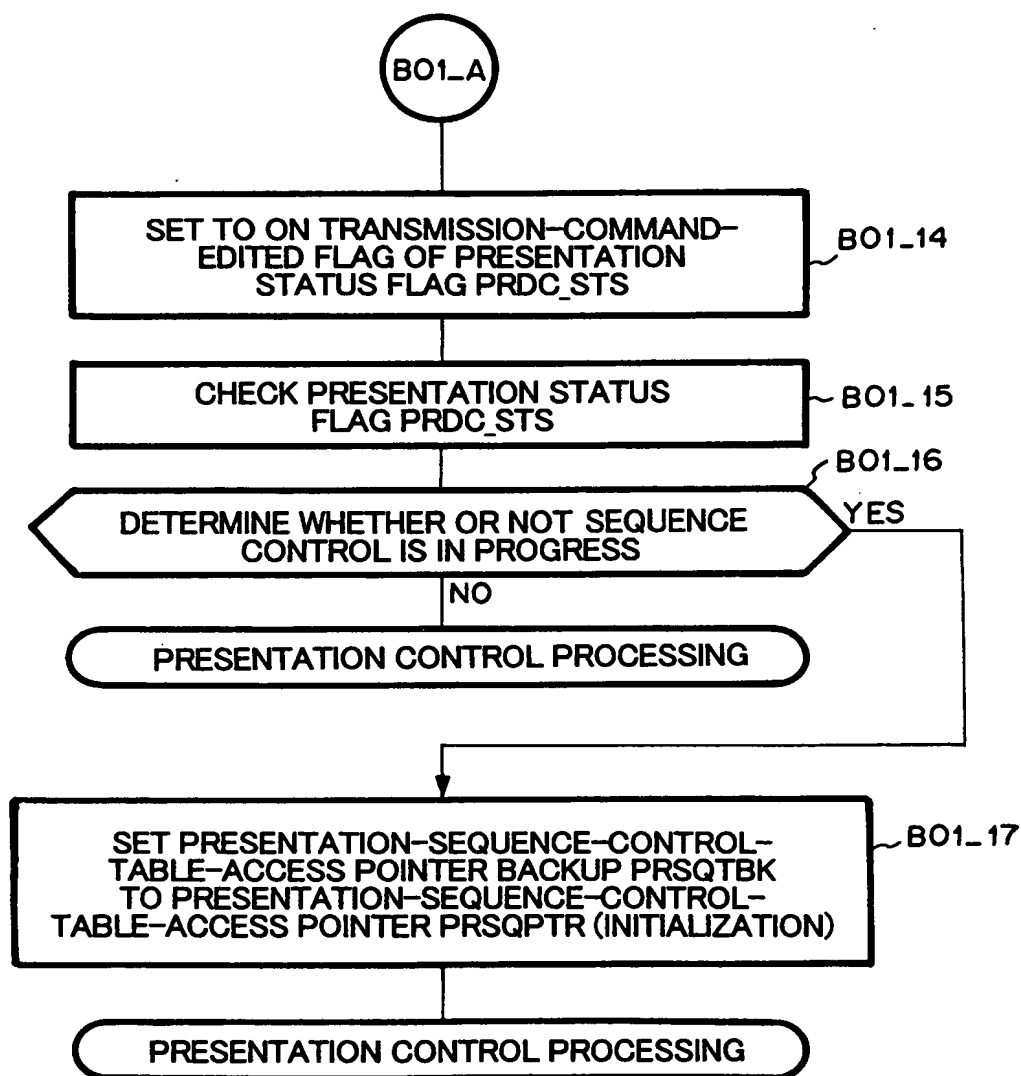 B01_A
SET TO ON TRANSMISSION-COMMAND-
EDITED FLAG OF PRESENTATION
STATUS FLAG PRDC_STS
B01_14
CHECK PRESENTATION STATUS
FLAG PRDC_STS
B01_15
B01_16
DETERMINE WHETHER OR NOT SEQUENCE
CONTROL IS IN PROGRESS
YES
NO
PRESENTATION CONTROL PROCESSING
SET PRESENTATION-SEQUENCE-CONTROL-
TABLE-ACCESS POINTER BACKUP PRSQTBK
TO PRESENTATION-SEQUENCE-CONTROL-
TABLE-ACCESS POINTER PRSQPTR (INITIALIZATION)
B01_17
PRESENTATION CONTROL PROCESSING